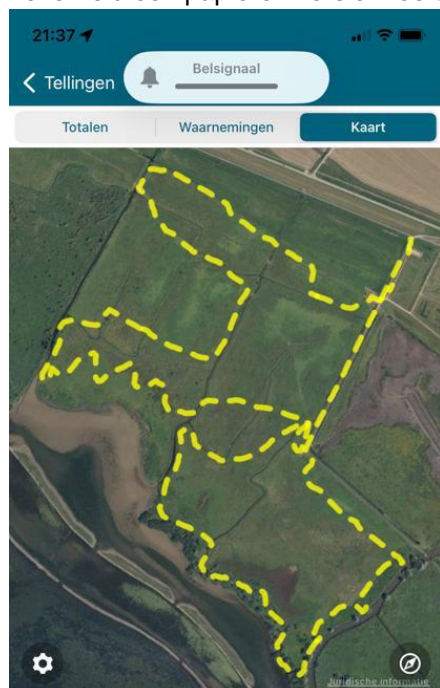 21:37
Belsignaal
Tellingen
Totalen
Waarnemingen
Kaart
Juridische informatie